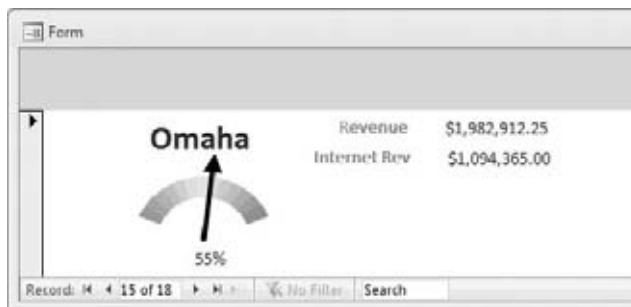 Form
Omaha
Revenue $1,982,912.25
Internet Rev $1,094,365.00
55%
Record: 15 of 18 No Filter Search